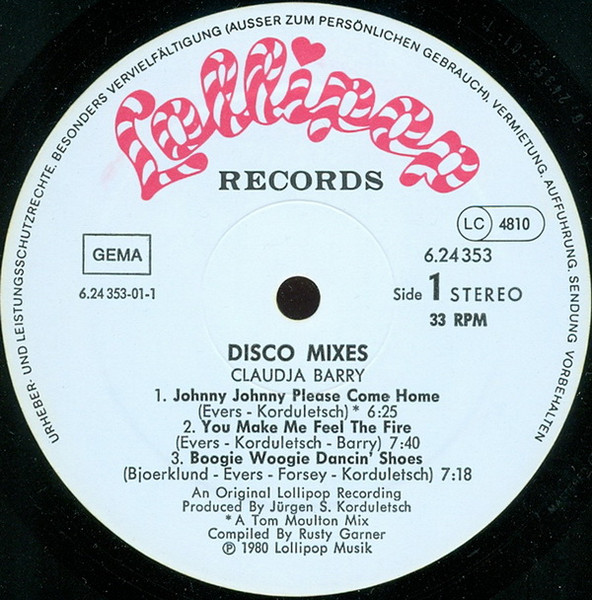 URHEBER- UND LEISTUNGSSCHUTZRECHTE. BESONDERS VERVIELFÄLTIGUNG (AUSSER ZUM PERSÖNLICHEN GEBRAUCH), VERMIETUNG. AUFFÜHRUNG. SENDUNG VORBEHALTEN
Lollipop
RECORDS
LC 4810
GEMA
6.24 353
6.24 353-01-1
Side 1 STEREO
33 RPM
DISCO MIXES
CLAUDJA BARRY
1. Johnny Johnny Please Come Home
(Evers - Korduletsch) * 6:25
2. You Make Me Feel The Fire
(Evers - Korduletsch - Barry) 7:40
3. Boogie Woogie Dancin' Shoes
(Bjoerklund - Evers - Forsey - Korduletsch) 7:18
An Original Lollipop Recording
Produced By Jürgen S. Korduletsch
* A Tom Moulton Mix
Compiled By Rusty Garner
℗ 1980 Lollipop Musik